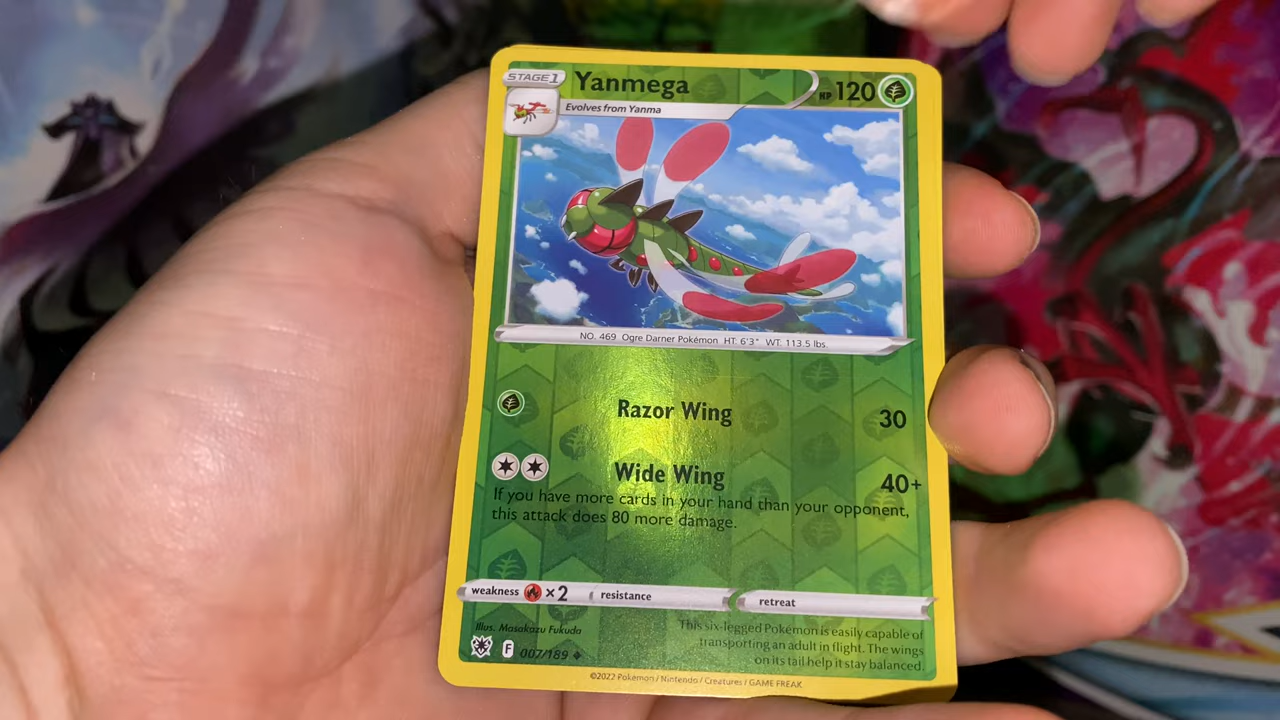 STAGE 1
Yanmega
HP 120
Evolves from Yanma
NO. 469 Ogre Darner Pokémon HT: 6'3" WT: 113.5 lbs.
Razor Wing 30
Wide Wing 40+
If you have more cards in your hand than your opponent,
this attack does 80 more damage.
weakness ×2 resistance retreat
Illus. Masakazu Fukuda
F 007/189
This six-legged Pokémon is easily capable of
transporting an adult in flight. The wings
on its tail help it stay balanced.
©2022 Pokémon / Nintendo / Creatures / GAME FREAK